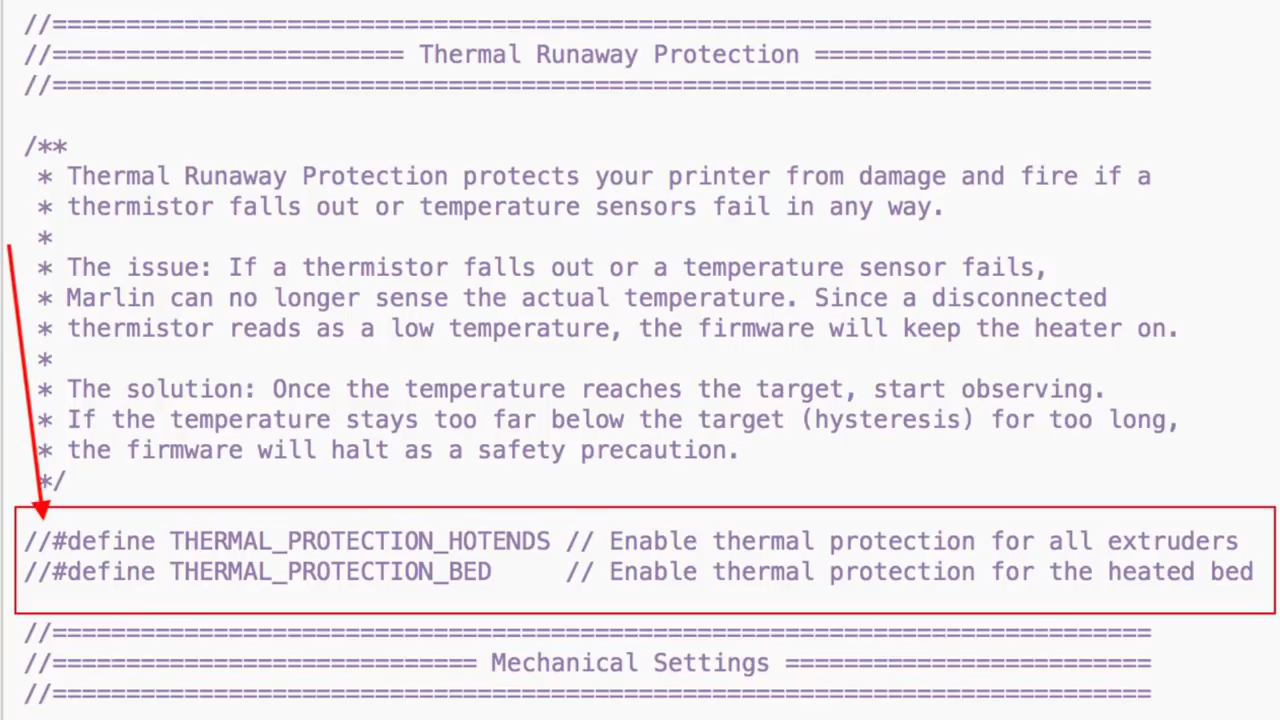 //===========================================================================
//======================== Thermal Runaway Protection =======================
//===========================================================================
/**
* Thermal Runaway Protection protects your printer from damage and fire if a
* thermistor falls out or temperature sensors fail in any way.
*
* The issue: If a thermistor falls out or a temperature sensor fails,
* Marlin can no longer sense the actual temperature. Since a disconnected
* thermistor reads as a low temperature, the firmware will keep the heater on.
*
* The solution: Once the temperature reaches the target, start observing.
* If the temperature stays too far below the target (hysteresis) for too long,
* the firmware will halt as a safety precaution.
*/
//#define THERMAL_PROTECTION_HOTENDS // Enable thermal protection for all extruders
//#define THERMAL_PROTECTION_BED     // Enable thermal protection for the heated bed
//===========================================================================
//============================= Mechanical Settings =========================
//===========================================================================